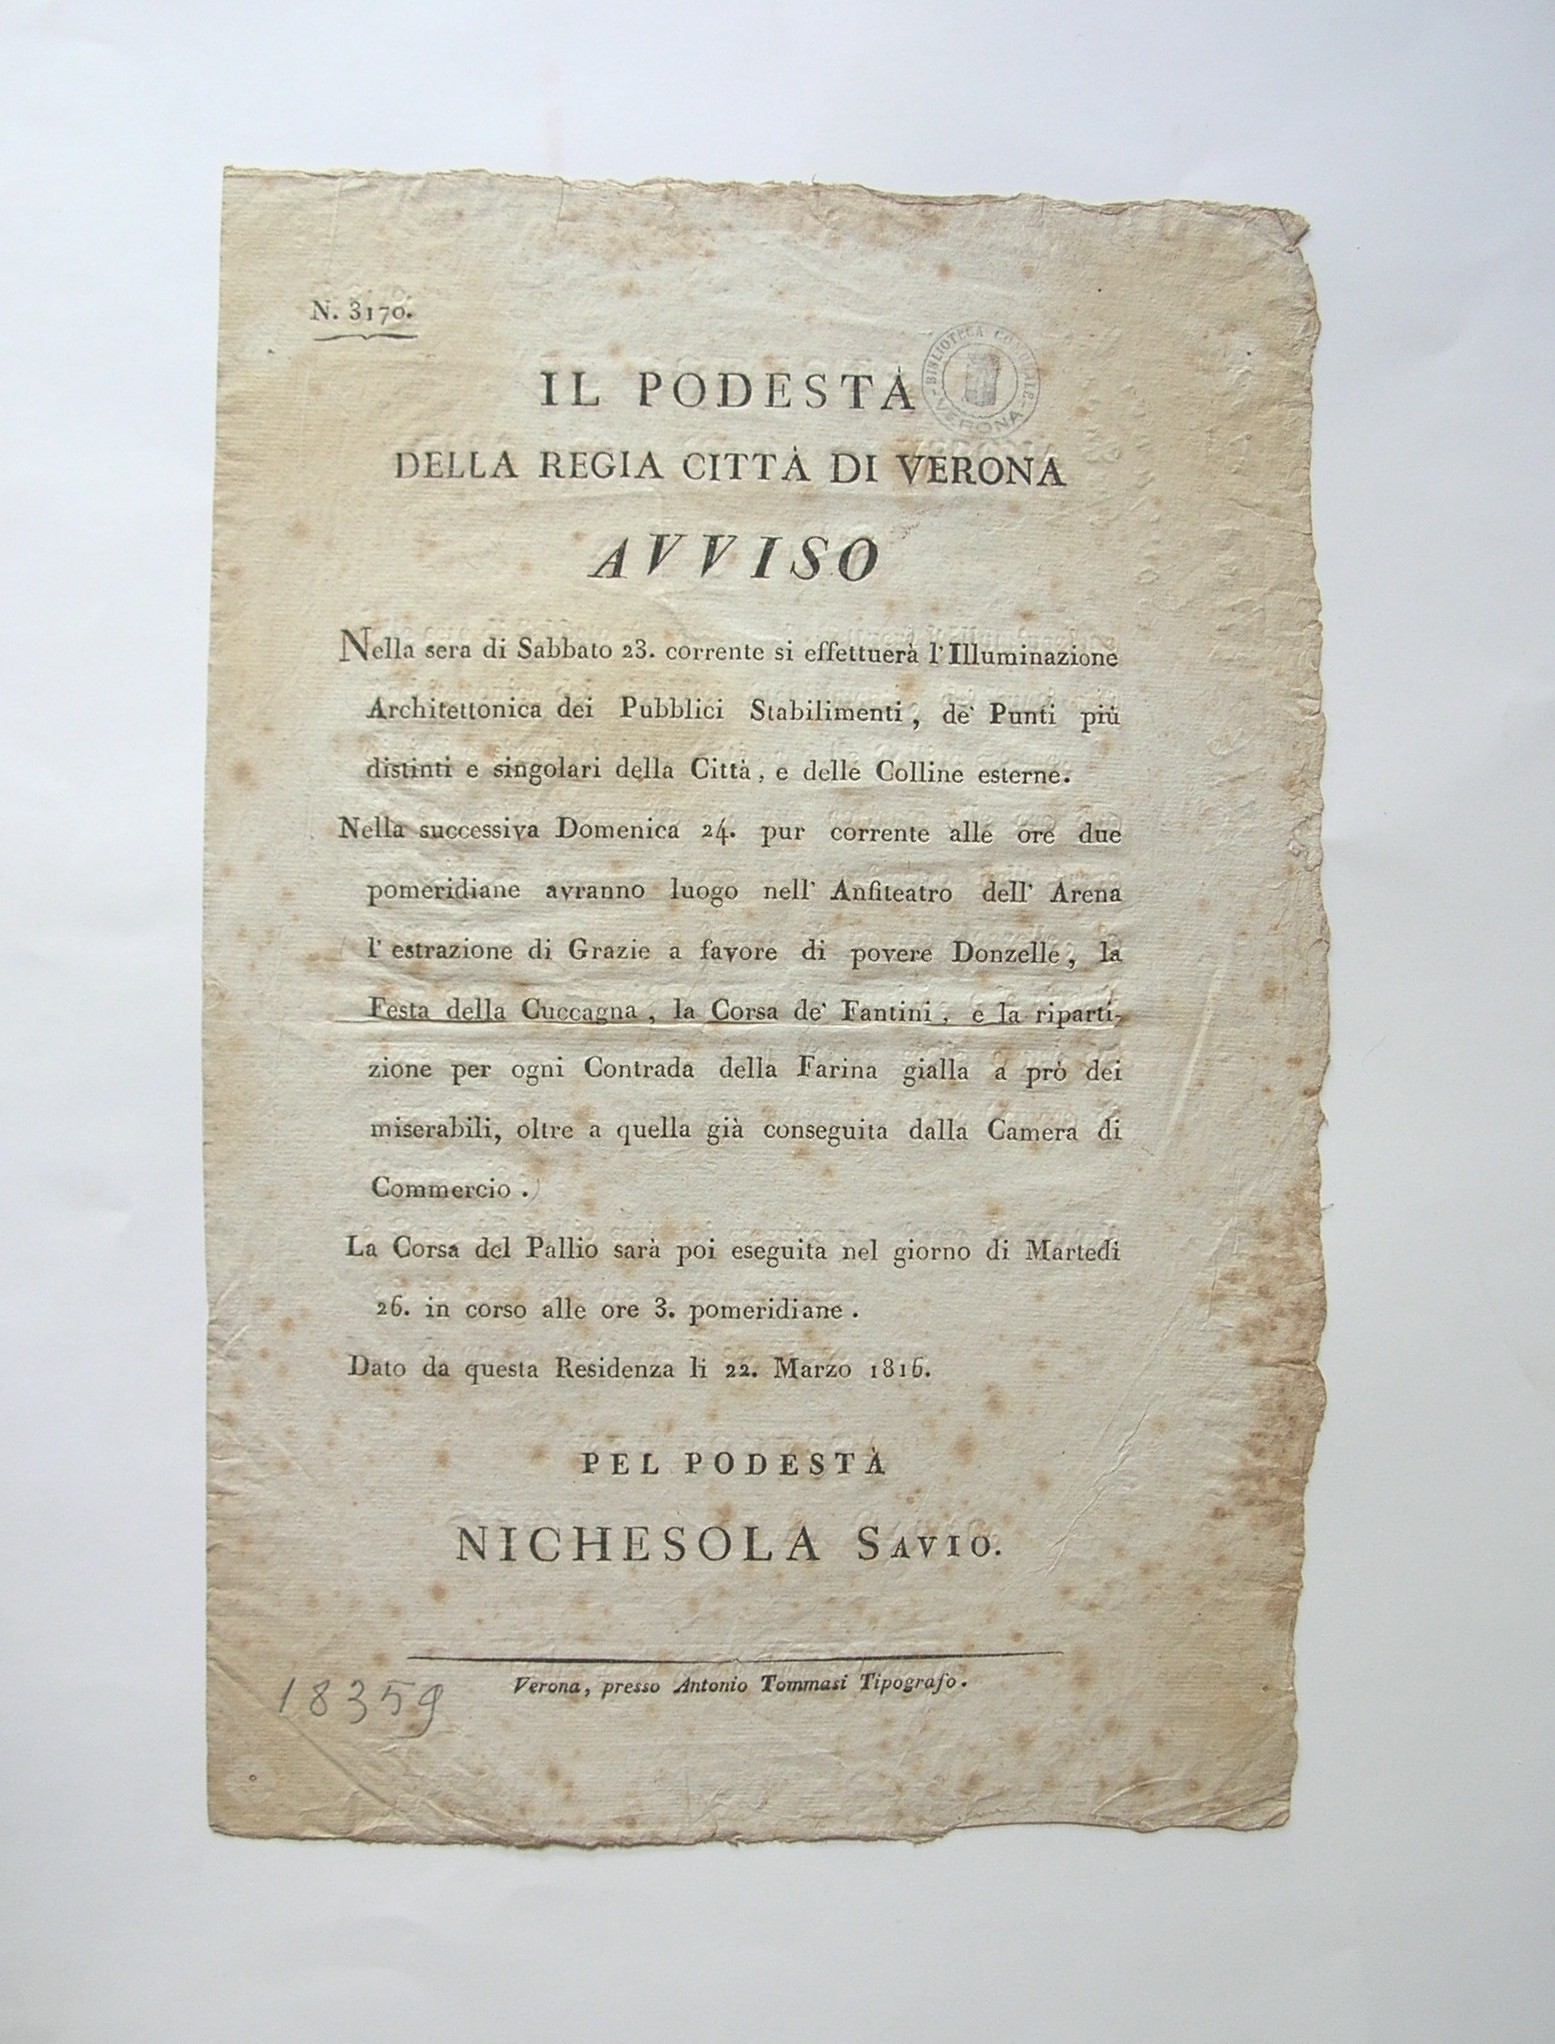 N. 3170.
IL PODESTÀ
BIBLIOTECA COMUNALE
VERONA
DELLA REGIA CITTÀ DI VERONA
AVVISO
Nella sera di Sabbato 23. corrente si effettuerà l'Illuminazione
Architettonica dei Pubblici Stabilimenti, de' Punti più
distinti e singolari della Città, e delle Colline esterne.
Nella successiva Domenica 24. pur corrente alle ore due
pomeridiane avranno luogo nell' Anfiteatro dell' Arena
l' estrazione di Grazie a favore di povere Donzelle, la
Festa della Cuccagna, la Corsa de' Fantini, e la riparti-
zione per ogni Contrada della Farina gialla a prò dei
miserabili, oltre a quella già conseguita dalla Camera di
Commercio.
La Corsa del Pallio sarà poi eseguita nel giorno di Martedì
26. in corso alle ore 3. pomeridiane.
Dato da questa Residenza li 22. Marzo 1816.
PEL PODESTÀ
NICHESOLA SAVIO.
Verona, presso Antonio Tommasi Tipografo.
18359